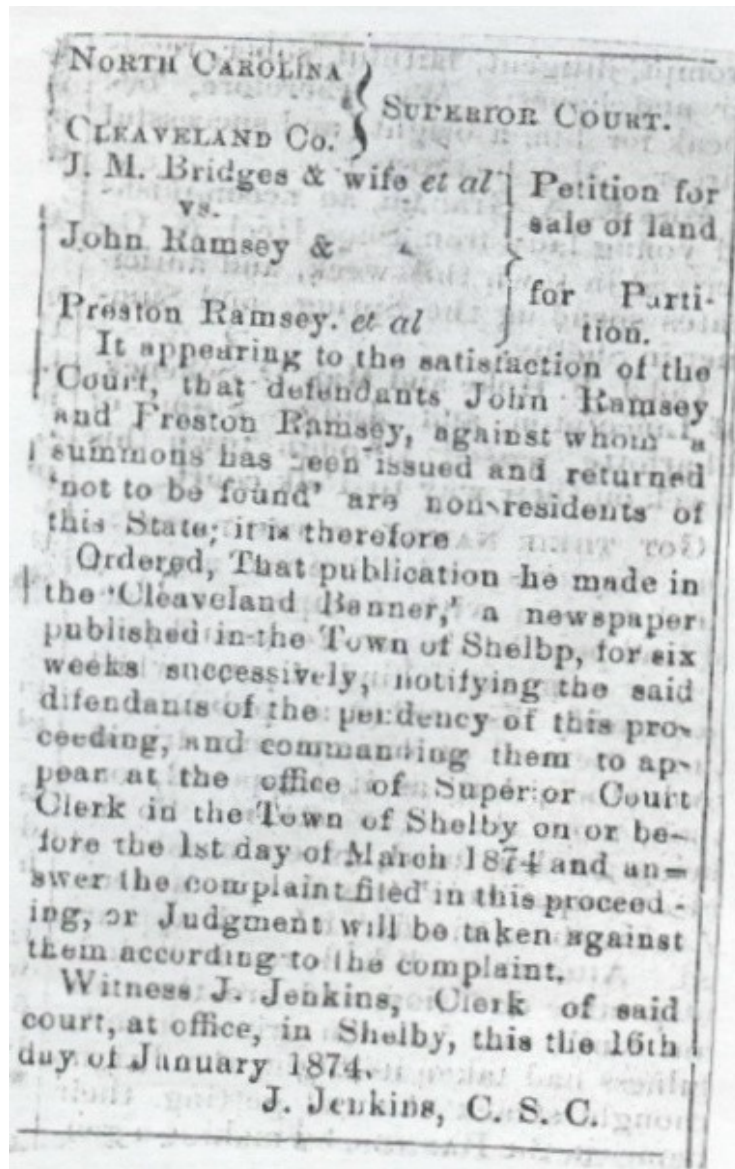 NORTH CAROLINA
SUPERIOR COURT.
CLEAVELAND CO.
J. M. Bridges & wife et al
vs.
John Ramsey &
Preston Ramsey. et al
Petition for
sale of land
for Parti-
tion.
It appearing to the satisfaction of the
Court, that defendants John Ramsey
and Preston Ramsey, against whom a
summons has been issued and returned
'not to be found' are non-residents of
this State; it is therefore
Ordered, That publication he made in
the 'Cleaveland Banner,' a newspaper
published in the Town of Shelbp, for six
weeks successively, notifying the said
difendants of the pendency of this pro-
ceeding, and commanding them to ap-
pear at the office of Superior Court
Clerk in the Town of Shelby on or be-
fore the 1st day of March 1874 and an=
swer the complaint filed in this proceed-
ing, or Judgment will be taken against
them according to the complaint.
Witness J. Jenkins, Clerk of said
court, at office, in Shelby, this the 16th
day of January 1874.
J. Jenkins, C. S. C.